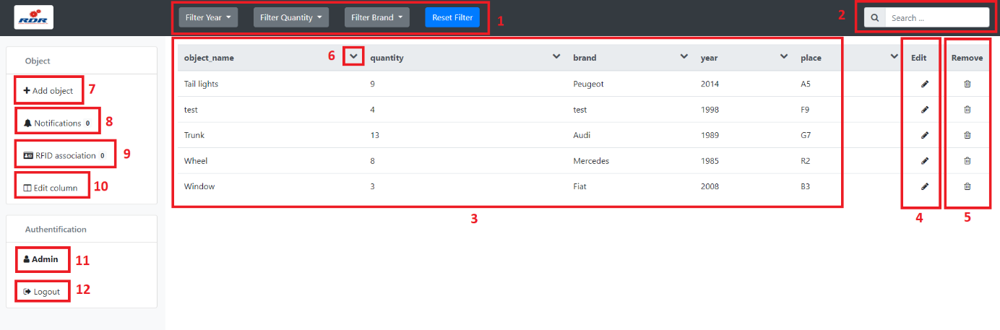 RDR
Filter Year Filter Quantity Filter Brand Reset Filter 1 2 Search ...
Object
7 + Add object
8 Notifications 0
9 RFID association 0
10 Edit column
Authentification
11 Admin
12 Logout
object_name 6 quantity brand year place Edit Remove
Tail lights 9 Peugeot 2014 A5
test 4 test 1998 F9
Trunk 13 Audi 1989 G7
Wheel 8 Mercedes 1985 R2
Window 3 Fiat 2008 B3
3 4 5